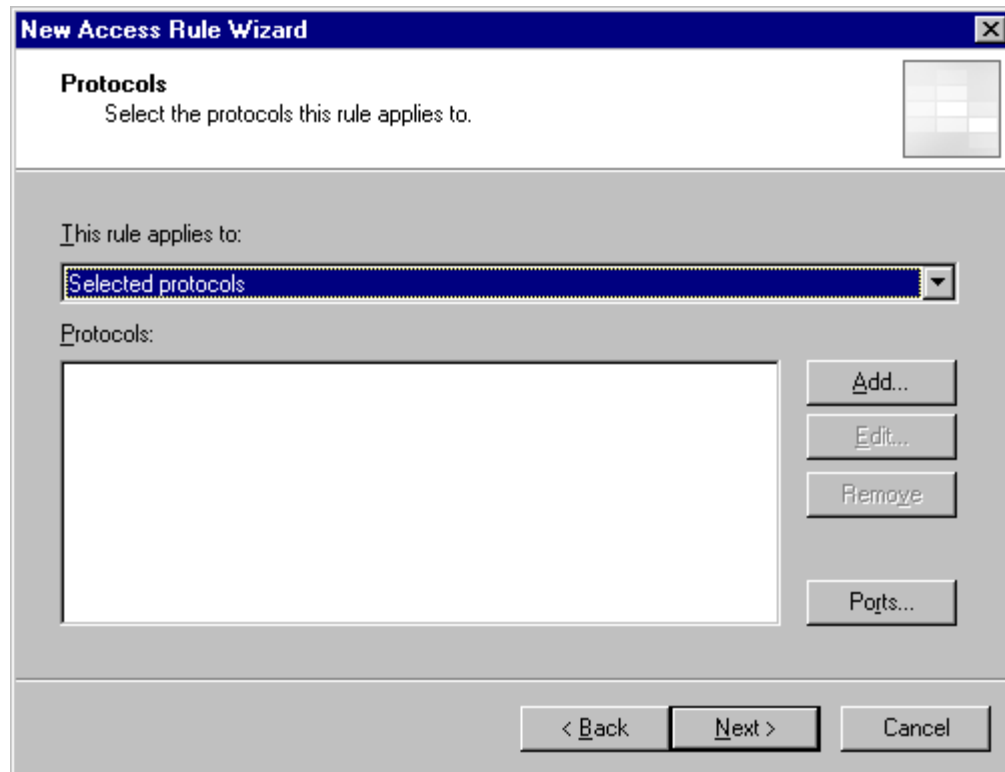 New Access Rule Wizard
Protocols
Select the protocols this rule applies to.
This rule applies to:
Selected protocols
Protocols:
Add...
Edit...
Remove
Ports...
< Back
Next >
Cancel